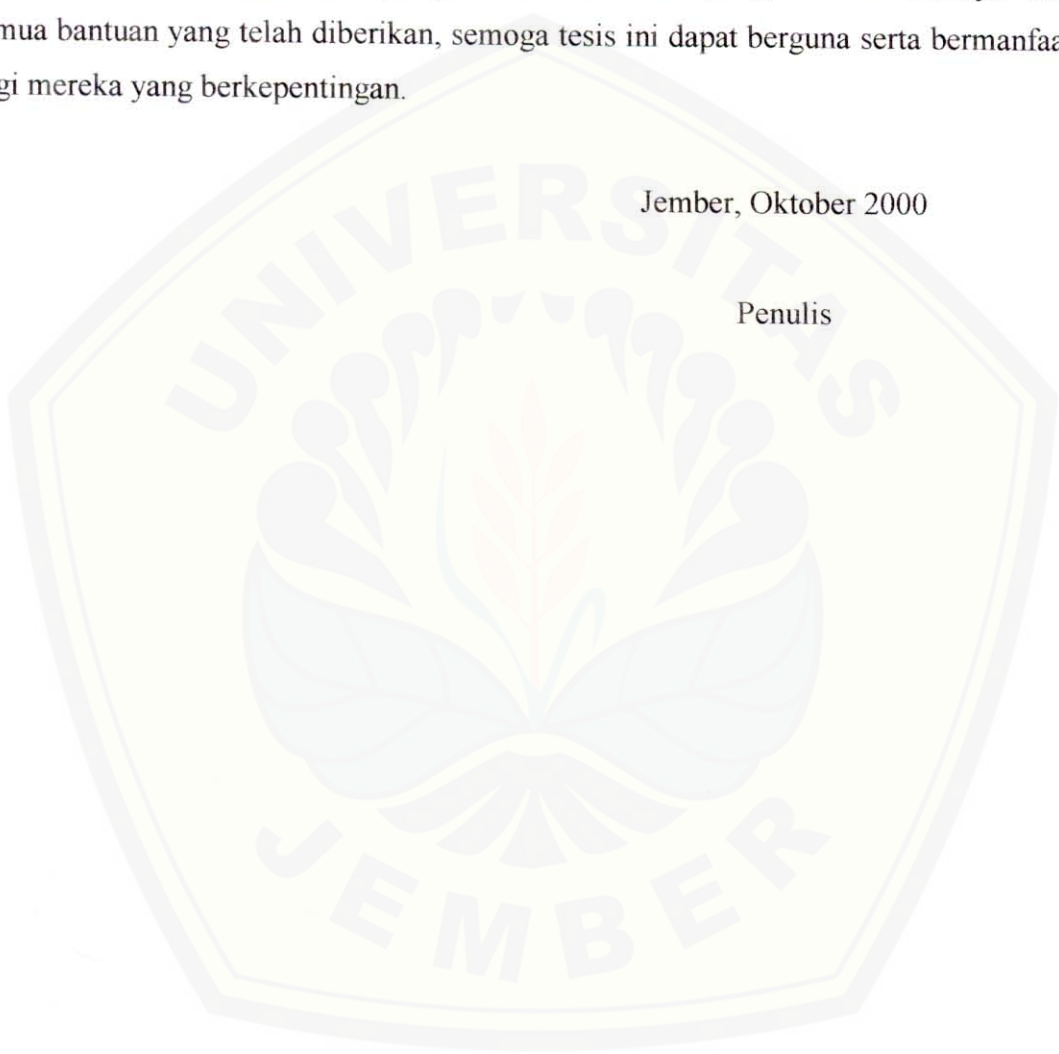 mua bantuan yang telah diberikan, semoga tesis ini dapat berguna serta bermanfaa
gi mereka yang berkepentingan.
Jember, Oktober 2000
Penulis
UNIVERSITAS
JEMBER